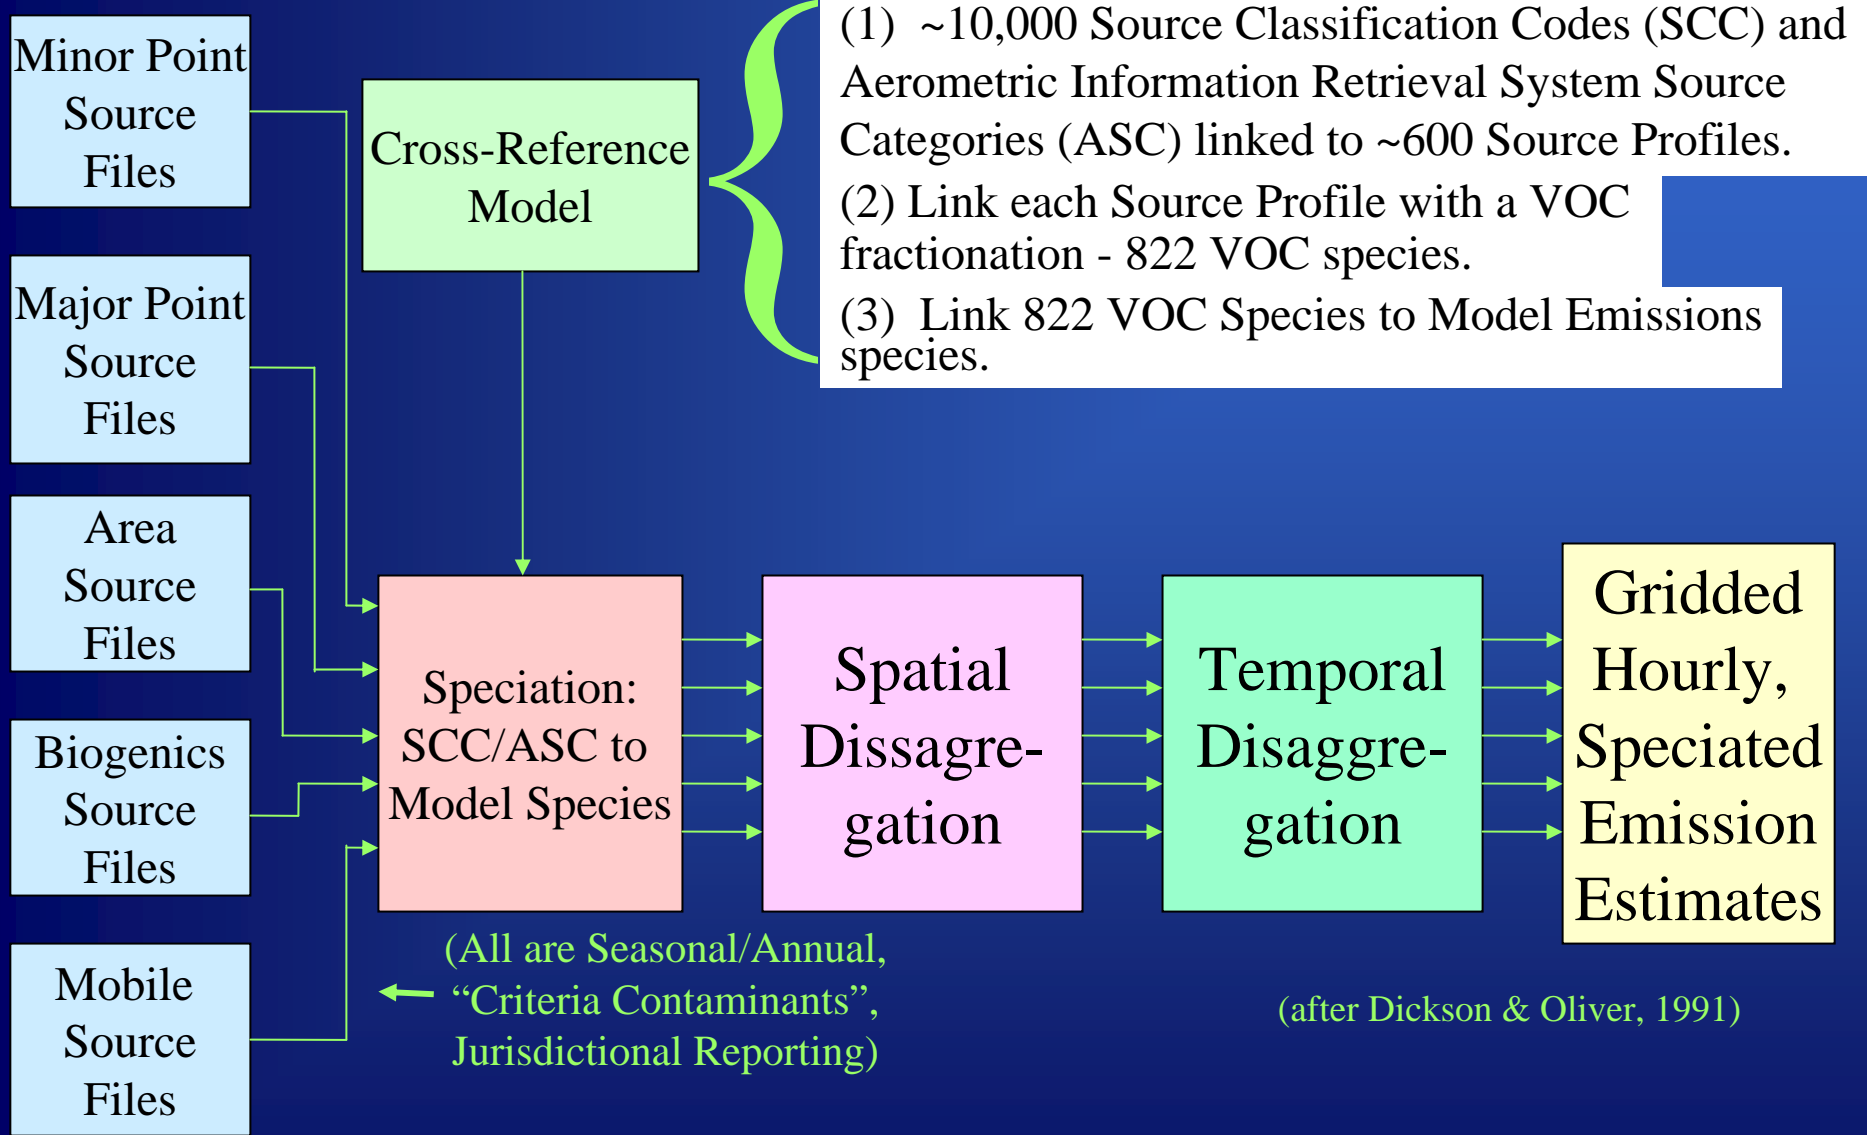 Minor Point
Source
Files
Major Point
Source
Files
Area
Source
Files
Biogenics
Source
Files
Mobile
Source
Files
Cross-Reference
Model
(1) ~10,000 Source Classification Codes (SCC) and
Aerometric Information Retrieval System Source
Categories (ASC) linked to ~600 Source Profiles.
(2) Link each Source Profile with a VOC
fractionation - 822 VOC species.
(3) Link 822 VOC Species to Model Emissions
species.
Speciation:
SCC/ASC to
Model Species
Spatial
Dissagre-
gation
Temporal
Disaggre-
gation
Gridded
Hourly,
Speciated
Emission
Estimates
(All are Seasonal/Annual,
“Criteria Contaminants”,
Jurisdictional Reporting)
(after Dickson & Oliver, 1991)